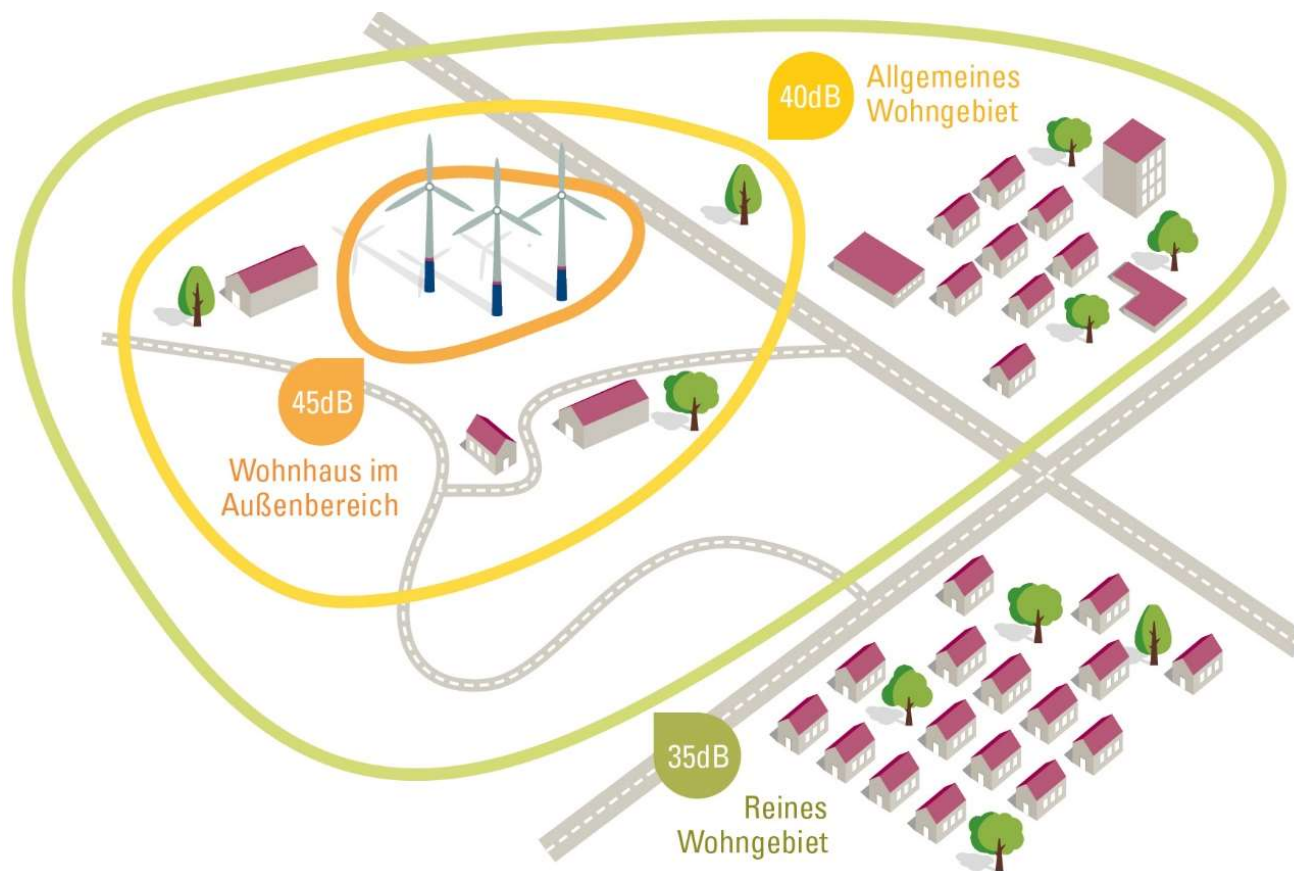 40dB
Allgemeines
Wohngebiet
45dB
Wohnhaus im
Außenbereich
35dB
Reines
Wohngebiet